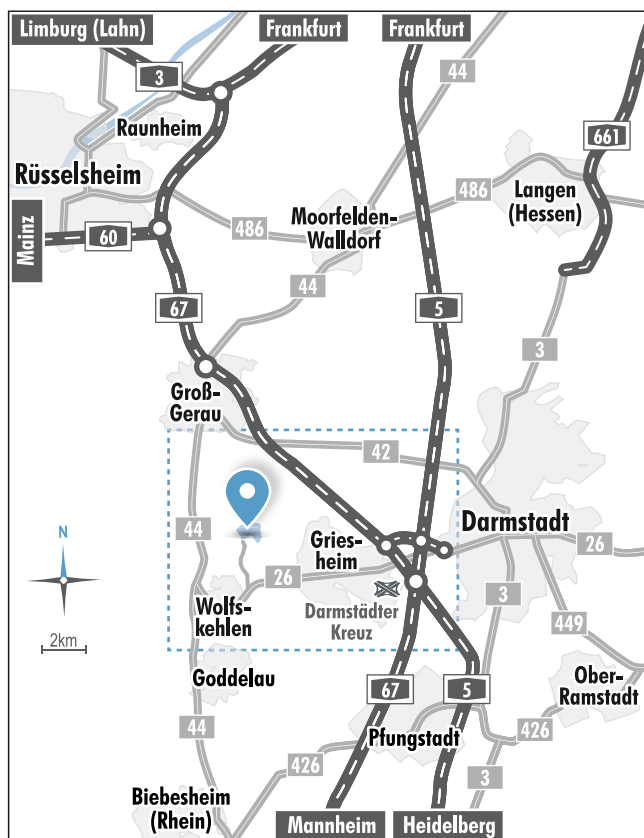 Limburg (Lahn)
Frankfurt
Frankfurt
3
44
Raunheim
661
Rüsselsheim
486
Langen
(Hessen)
Moorfelden-
Walldorf
486
Mainz
60
44
67
5
3
Groß-
Gerau
42
44
Darmstadt
Gries-
heim
26
N
26
Wolfs-
kehlen
Darmstädter
Kreuz
3
2km
449
Goddelau
67
5
Ober-
Ramstadt
44
426
Pfungstadt
426
3
Biebesheim
(Rhein)
Mannheim
Heidelberg